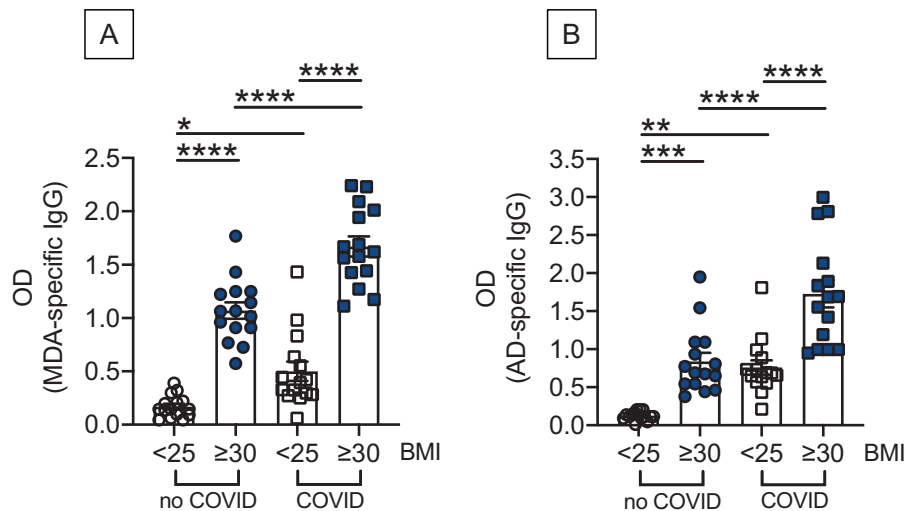 A
****
****
*
****
2.5
2.0
1.5
1.0
0.5
0.0
OD
(MDA-specific IgG)
<25 ≥30 <25 ≥30 BMI
no COVID COVID
B
****
****
**
***
3.5
3.0
2.5
2.0
1.5
1.0
0.5
0.0
OD
(AD-specific IgG)
<25 ≥30 <25 ≥30 BMI
no COVID COVID